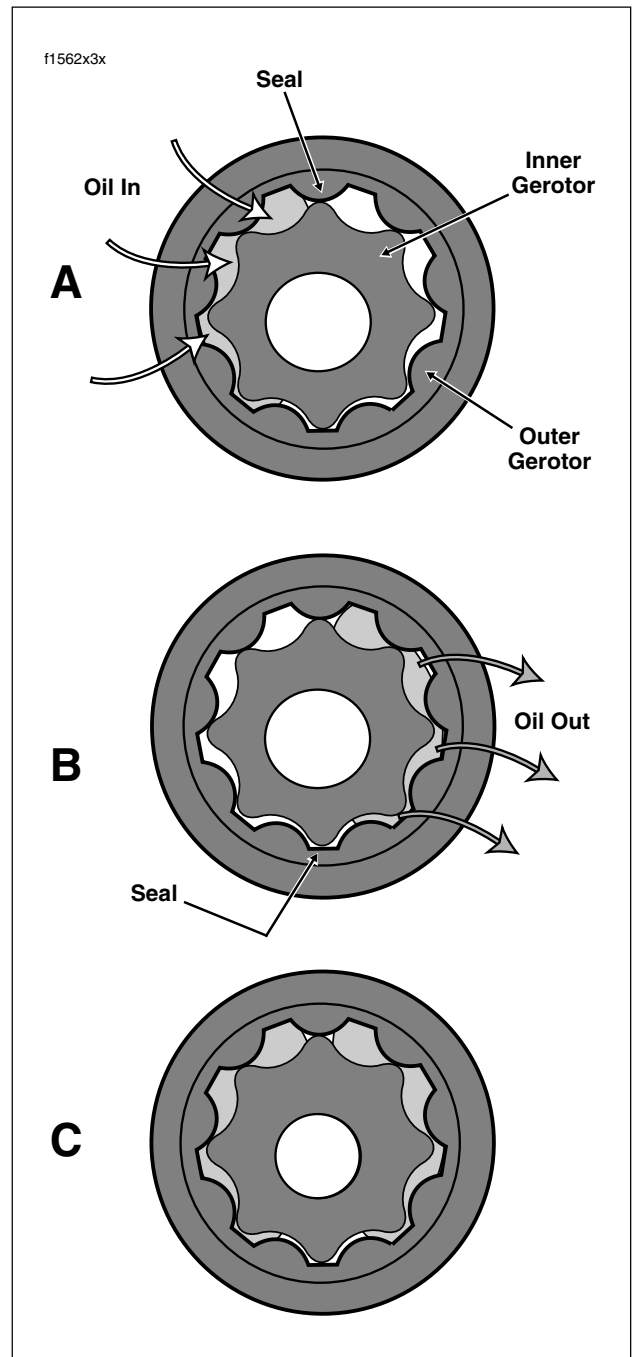 f1562x3x
Seal
Oil In
Inner
Gerotor
A
Outer
Gerotor
B
Oil Out
Seal
C